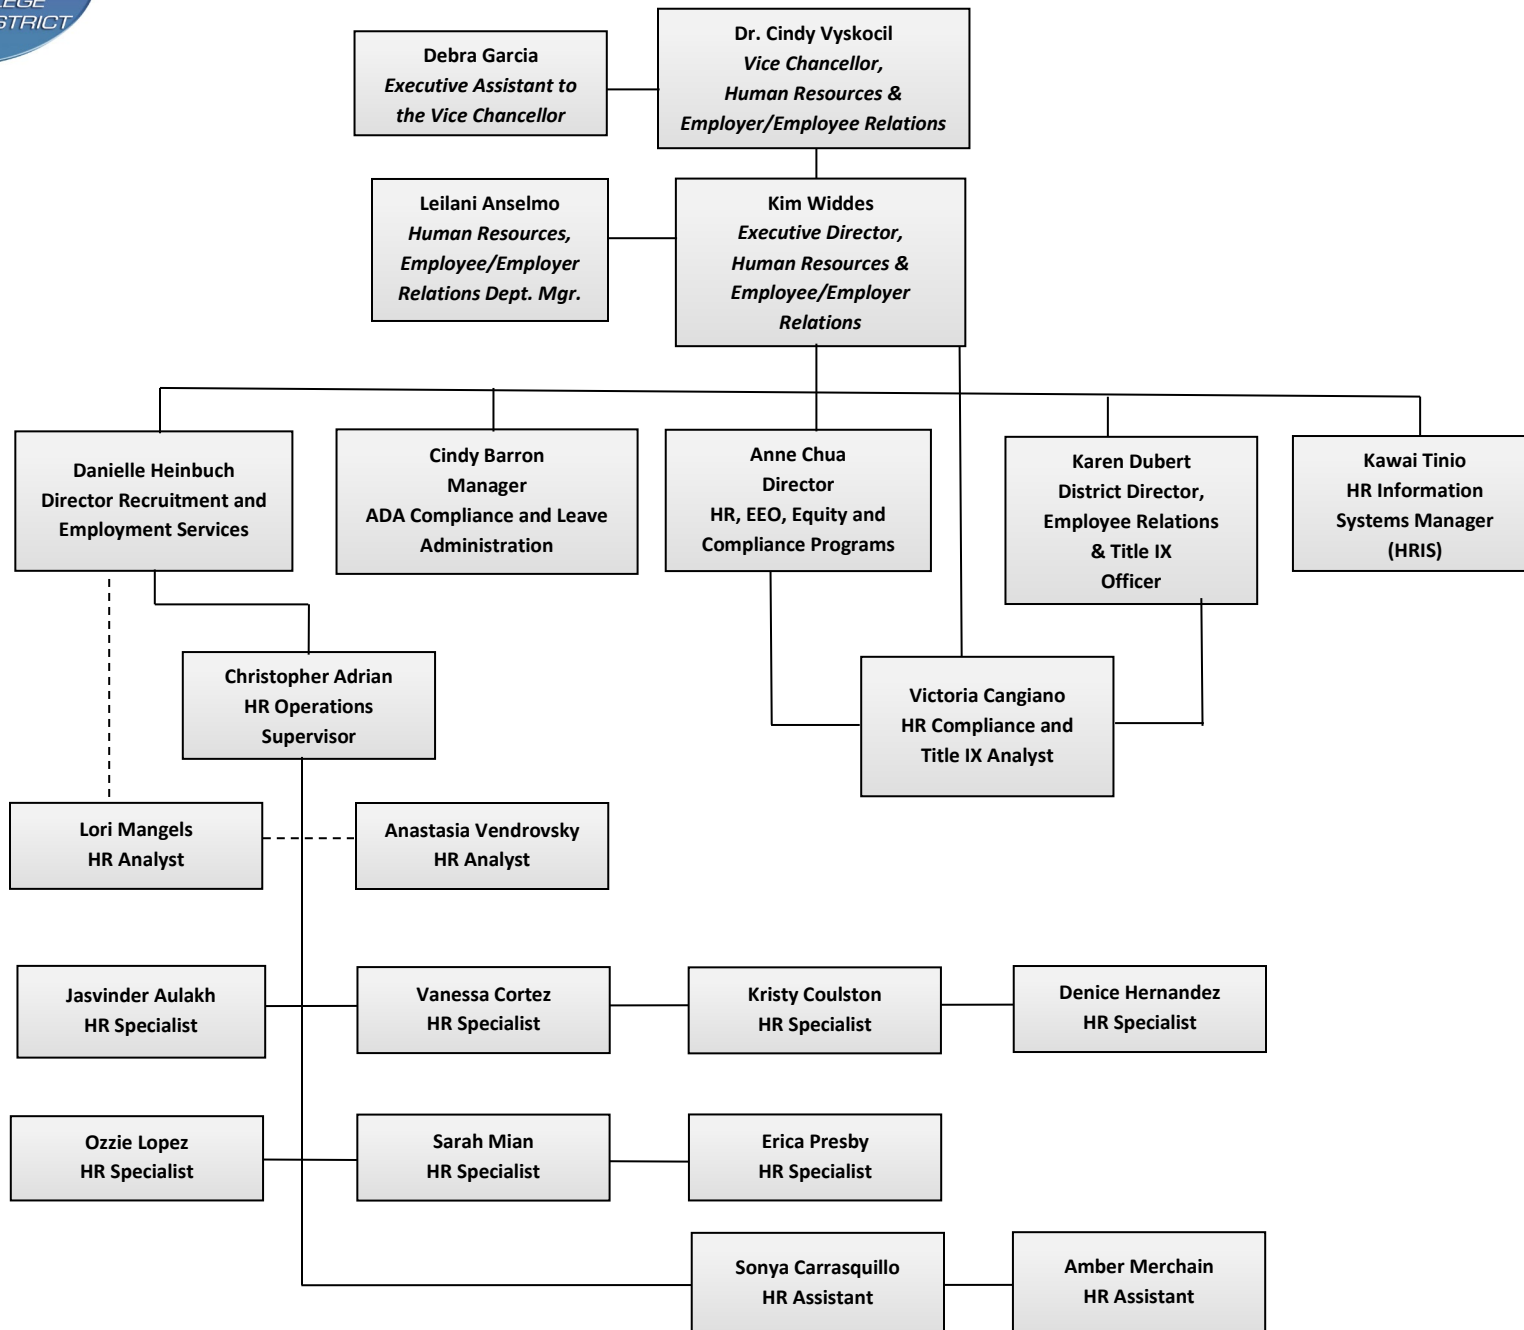 STRICT
Debra Garcia
Executive Assistant to
the Vice Chancellor
Dr. Cindy Vyskocil
Vice Chancellor,
Human Resources &
Employer/Employee Relations
Leilani Anselmo
Human Resources,
Employee/Employer
Relations Dept. Mgr.
Kim Widdes
Executive Director,
Human Resources &
Employee/Employer
Relations
Danielle Heinbuch
Director Recruitment and
Employment Services
Cindy Barron
Manager
ADA Compliance and Leave
Administration
Anne Chua
Director
HR, EEO, Equity and
Compliance Programs
Karen Dubert
District Director,
Employee Relations
& Title IX
Officer
Kawai Tinio
HR Information
Systems Manager
(HRIS)
Christopher Adrian
HR Operations
Supervisor
Victoria Cangiano
HR Compliance and
Title IX Analyst
Lori Mangels
HR Analyst
Anastasia Vendrovsky
HR Analyst
Jasvinder Aulakh
HR Specialist
Vanessa Cortez
HR Specialist
Kristy Coulston
HR Specialist
Denice Hernandez
HR Specialist
Ozzie Lopez
HR Specialist
Sarah Mian
HR Specialist
Erica Presby
HR Specialist
Sonya Carrasquillo
HR Assistant
Amber Merchain
HR Assistant